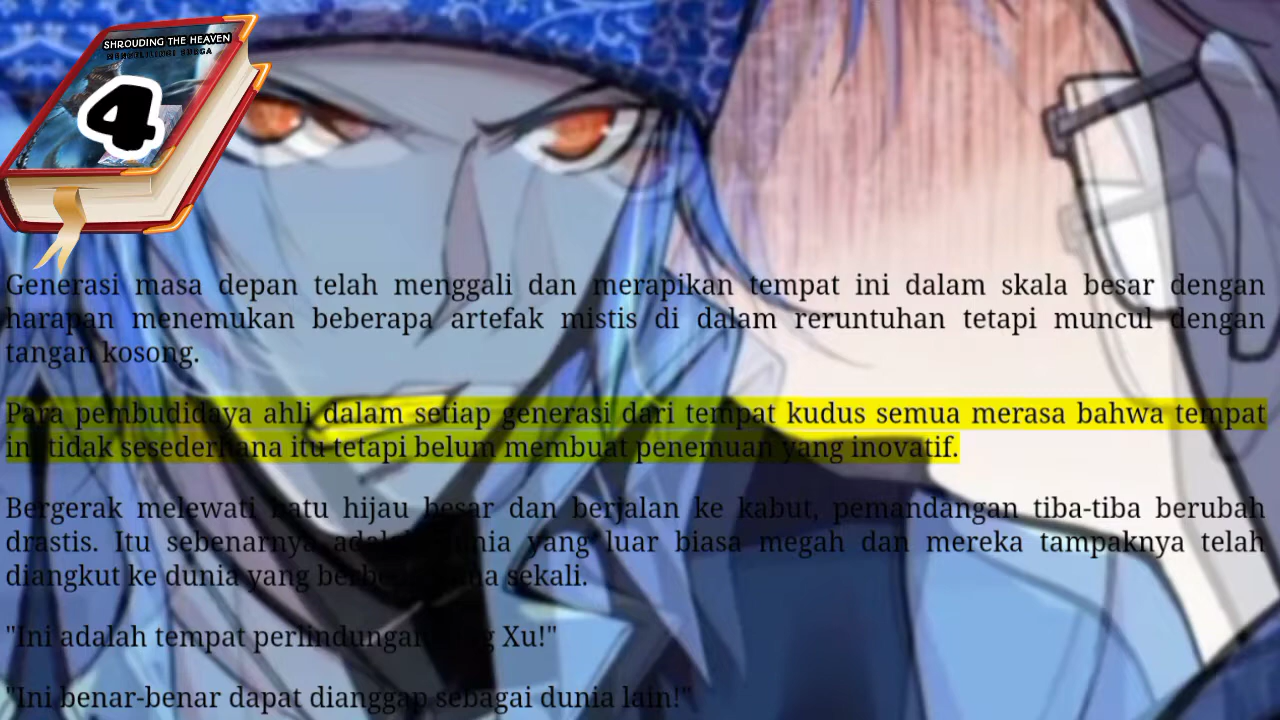 SHROUDING THE HEAVEN
4
Generasi masa depan telah menggali dan merapikan tempat ini dalam skala besar dengan
harapan menemukan beberapa artefak mistis di dalam reruntuhan tetapi muncul dengan
tangan kosong.
Para pembudidaya ahli dalam setiap generasi dari tempat kudus semua merasa bahwa tempat
ini tidak sesederhana itu tetapi belum membuat penemuan yang inovatif.
Bergerak melewati batu hijau besar dan berjalan ke kabut, pemandangan tiba-tiba berubah
drastis. Itu sebenarnya adalah dunia yang luar biasa megah dan mereka tampaknya telah
diangkut ke dunia yang berbeda sama sekali.
"Ini adalah tempat perlindungan Xu!"
"Ini benar-benar dapat dianggap sebagai dunia lain!"